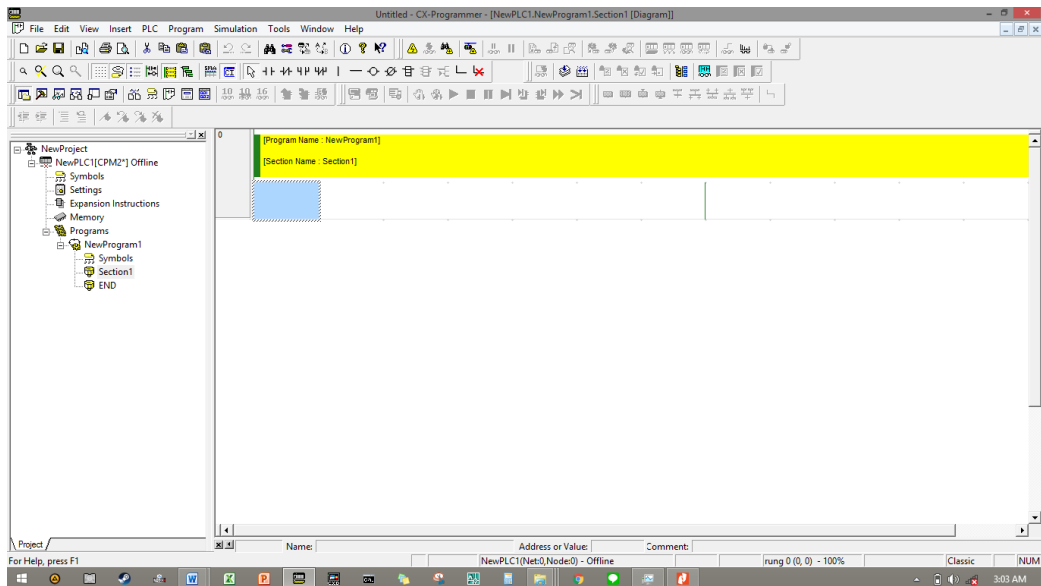 Untitled - CX-Programmer - [NewPLC1.NewProgram1.Section1 [Diagram]]
File Edit View Insert PLC Program Simulation Tools Window Help
NewProject
NewPLC1[CPM2*] Offline
Symbols
Settings
Expansion Instructions
Memory
Programs
NewProgram1
Symbols
Section1
END
Project
0
[Program Name : NewProgram1]
[Section Name : Section1]
Name:
Address or Value:
Comment:
For Help, press F1
NewPLC1(Net:0,Node:0) - Offline
rung 0 (0, 0) - 100%
Classic
NUM
3:03 AM